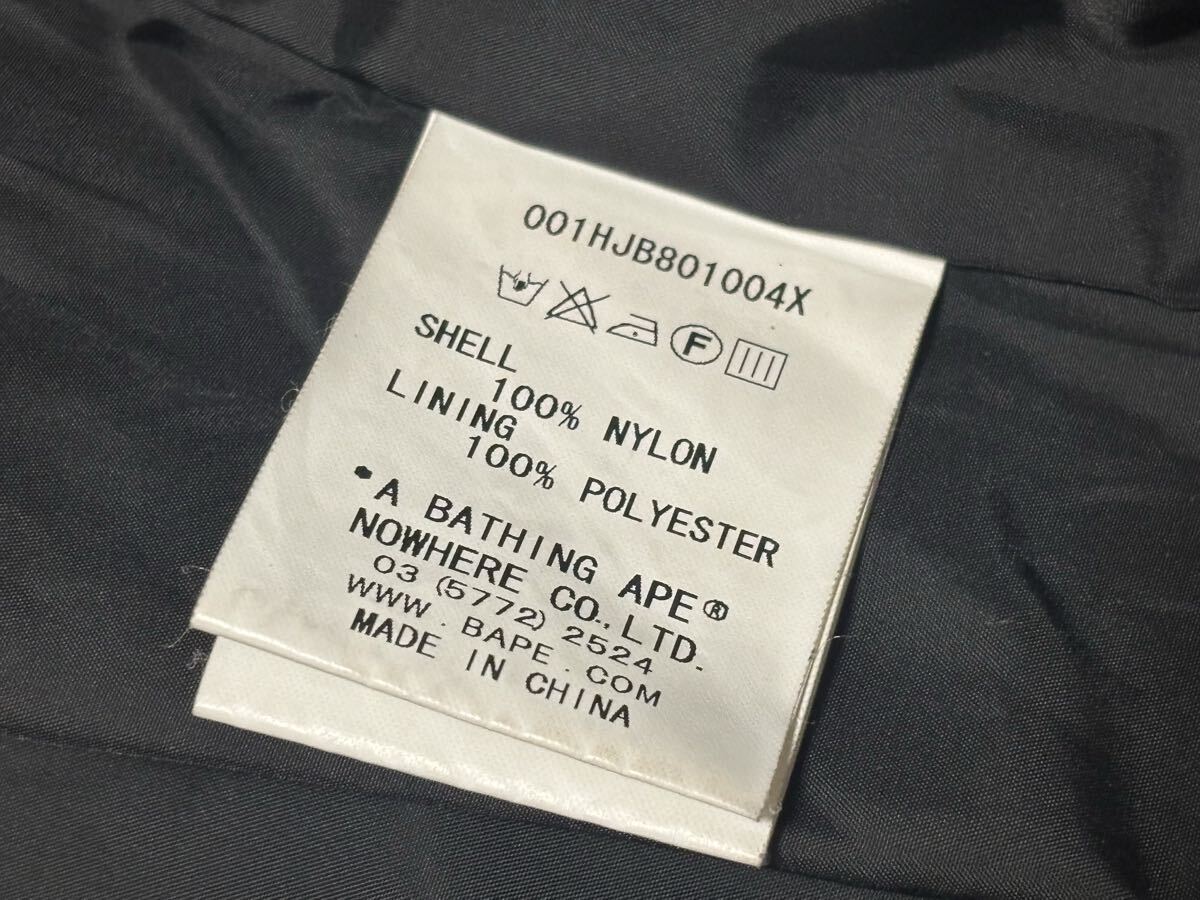 001HJB801004X
F
SHELL
100% NYLON
LINING
100% POLYESTER
•A BATHING APE®
NOWHERE CO.,LTD.
03 (5772) 2524
WWW.BAPE.COM
MADE IN CHINA